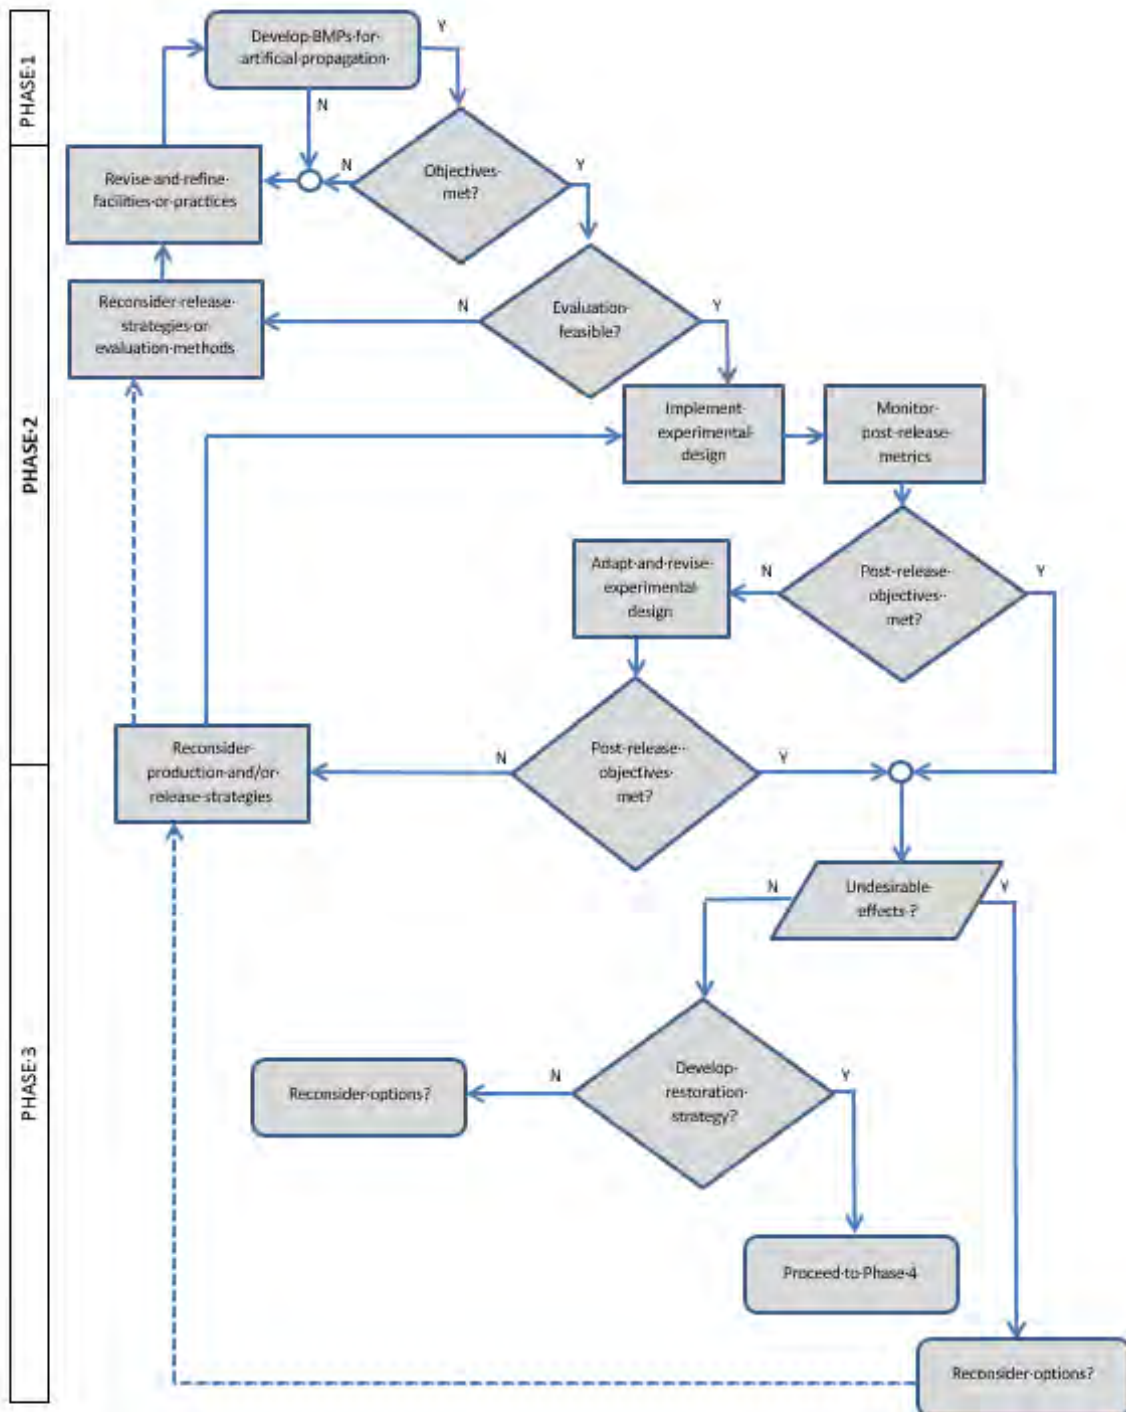 PHASE·1
Develop·BMPs·for·
artificial·propagation·
Y
N
N
Objectives·
met?
Y
Revise·and·refine·
facilities·or·practices
PHASE·2
Reconsider·release·
strategies·or·
evaluation·methods
N
Evaluation·
feasible?
Y
Implement·
experimental·
design
Monitor·
post·release·
metrics
Adapt·and·revise·
experimental·
design
N
Post·release··
objectives··
met?
Y
Reconsider·
production·and/or·
release·strategies
N
Post·release··
objectives·
met?
Y
PHASE·3
N
Undesirable·
effects·?
Y
Reconsider·options?
N
Develop·
restoration·
strategy?
Y
Proceed·to·Phase·4
Reconsider·options?